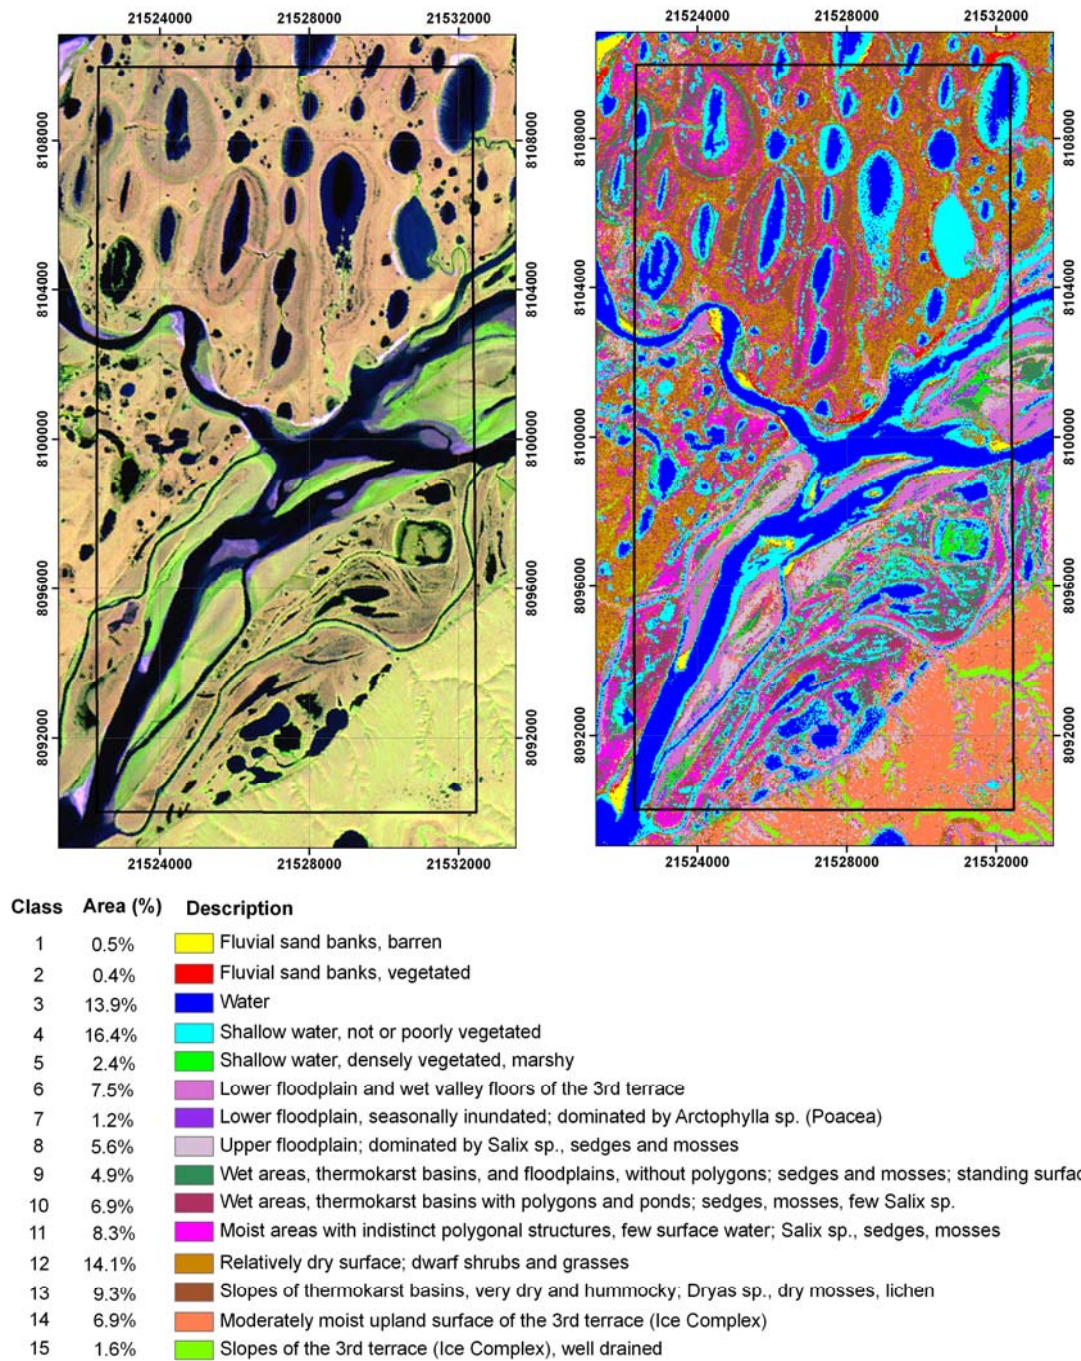 21524000 21528000 21532000 21524000 21528000 21532000
8108000 8108000 8108000 8108000
8104000 8104000 8104000 8104000
8100000 8100000 8100000 8100000
8096000 8096000 8096000 8096000
8092000 8092000 8092000 8092000
21524000 21528000 21532000 21524000 21528000 21532000
Class Area (%) Description
1 0.5% Fluvial sand banks, barren
2 0.4% Fluvial sand banks, vegetated
3 13.9% Water
4 16.4% Shallow water, not or poorly vegetated
5 2.4% Shallow water, densely vegetated, marshy
6 7.5% Lower floodplain and wet valley floors of the 3rd terrace
7 1.2% Lower floodplain, seasonally inundated; dominated by Arctophylla sp. (Poacea)
8 5.6% Upper floodplain; dominated by Salix sp., sedges and mosses
9 4.9% Wet areas, thermokarst basins, and floodplains, without polygons; sedges and mosses; standing surfac
10 6.9% Wet areas, thermokarst basins with polygons and ponds; sedges, mosses, few Salix sp.
11 8.3% Moist areas with indistinct polygonal structures, few surface water; Salix sp., sedges, mosses
12 14.1% Relatively dry surface; dwarf shrubs and grasses
13 9.3% Slopes of thermokarst basins, very dry and hummocky; Dryas sp., dry mosses, lichen
14 6.9% Moderately moist upland surface of the 3rd terrace (Ice Complex)
15 1.6% Slopes of the 3rd terrace (Ice Complex), well drained